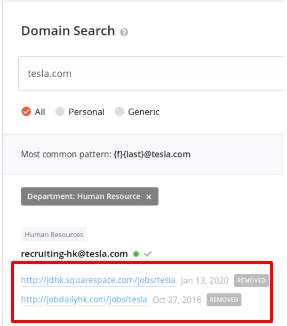 Domain Search ?
tesla.com
All Personal Generic
Most common pattern: {f}{last}@tesla.com
Department: Human Resource ×
Human Resources
recruiting-hk@tesla.com
http://jdhk.squarespace.com/jobs/tesla Jan 13, 2020 REMOVED
http://jobdailyhk.com/jobs/tesla Oct 27, 2018 REMOVED